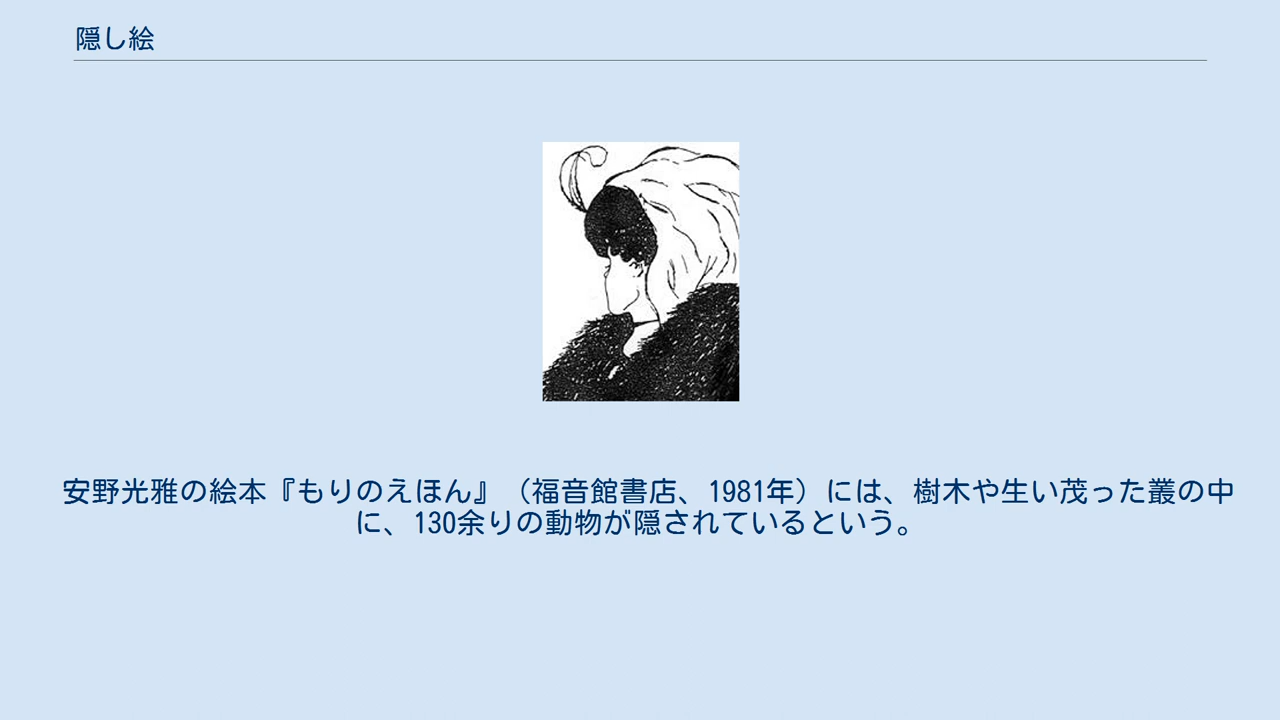 隠し絵
安野光雅の絵本『もりのえほん』（福音館書店、1981年）には、樹木や生い茂った叢の中
に、130余りの動物が隠されているという。